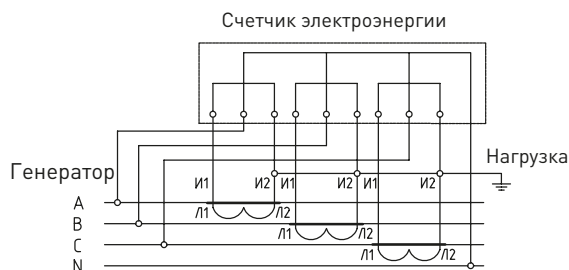 Счетчик электроэнергии
Генератор
Нагрузка
И1 И2 И1 И2 И1 И2
A
Л1 Л2
B
Л1 Л2
C
Л1 Л2
N